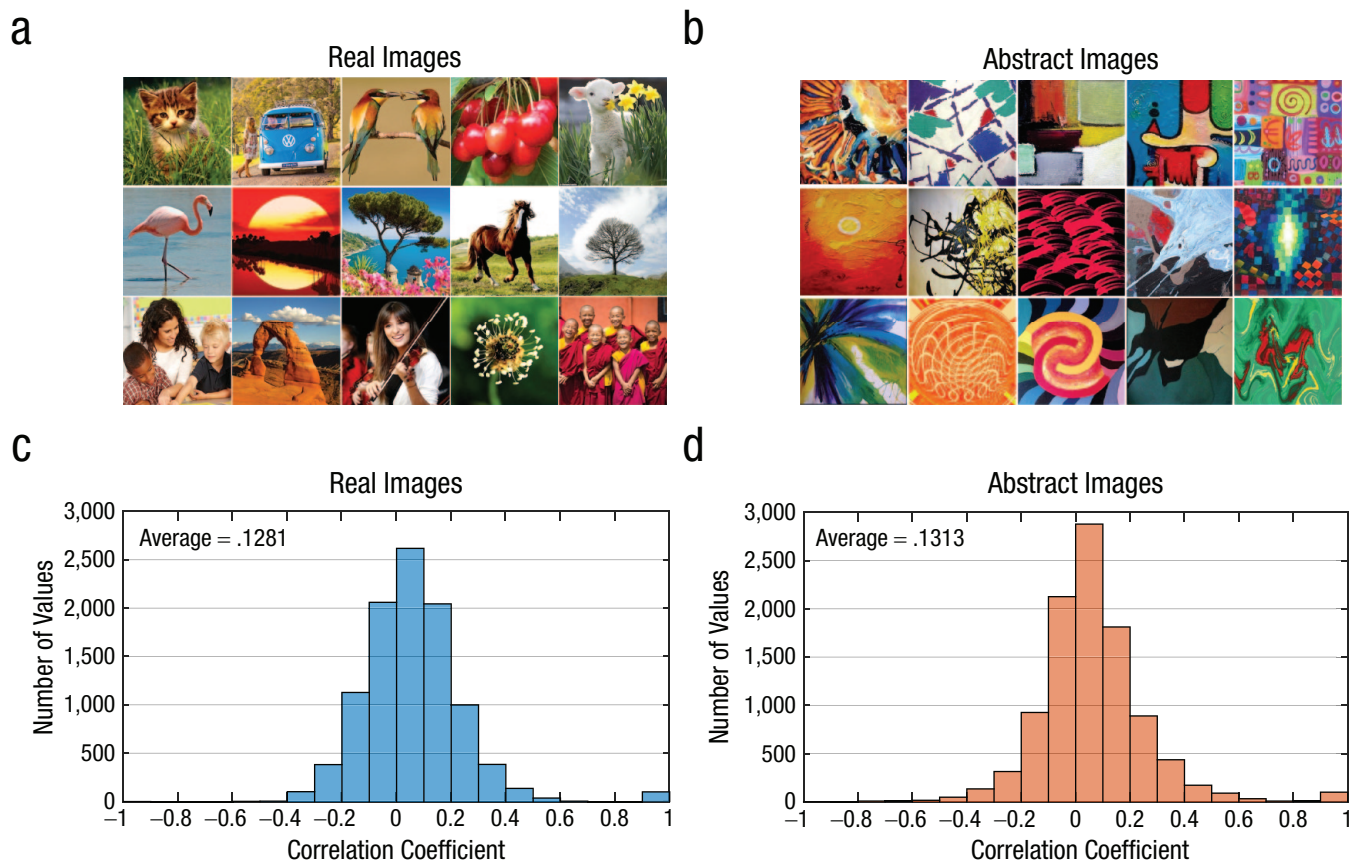 a
Real Images
b
Abstract Images
c
Real Images
Average = .1281
3,000
2,500
2,000
1,500
1,000
500
0
Number of Values
−1 −0.8 −0.6 −0.4 −0.2 0 0.2 0.4 0.6 0.8 1
Correlation Coefficient
d
Abstract Images
Average = .1313
3,000
2,500
2,000
1,500
1,000
500
0
Number of Values
−1 −0.8 −0.6 −0.4 −0.2 0 0.2 0.4 0.6 0.8 1
Correlation Coefficient